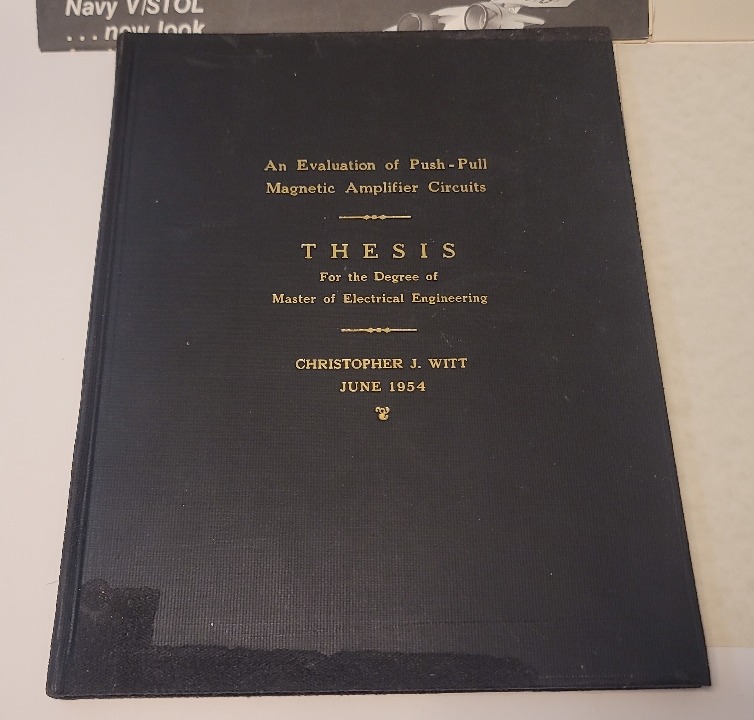 Navy V/STOL
...new look
An Evaluation of Push-Pull
Magnetic Amplifier Circuits
THESIS
For the Degree of
Master of Electrical Engineering
CHRISTOPHER J. WITT
JUNE 1954